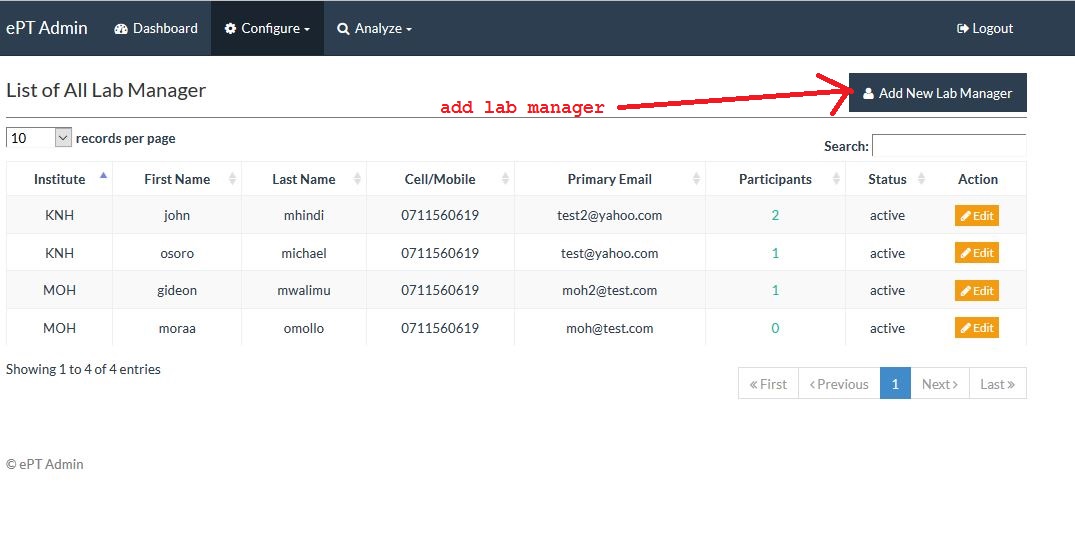 ePT Admin Dashboard Configure Analyze Logout
List of All Lab Manager
add lab manager
Add New Lab Manager
10 records per page
Search:
Institute First Name Last Name Cell/Mobile Primary Email Participants Status Action
KNH john mhindi 0711560619 test2@yahoo.com 2 active Edit
KNH osoro michael 0711560619 test@yahoo.com 1 active Edit
MOH gideon mwalimu 0711560619 moh2@test.com 1 active Edit
MOH moraa omollo 0711560619 moh@test.com 0 active Edit
Showing 1 to 4 of 4 entries
« First ‹ Previous 1 Next › Last »
© ePT Admin